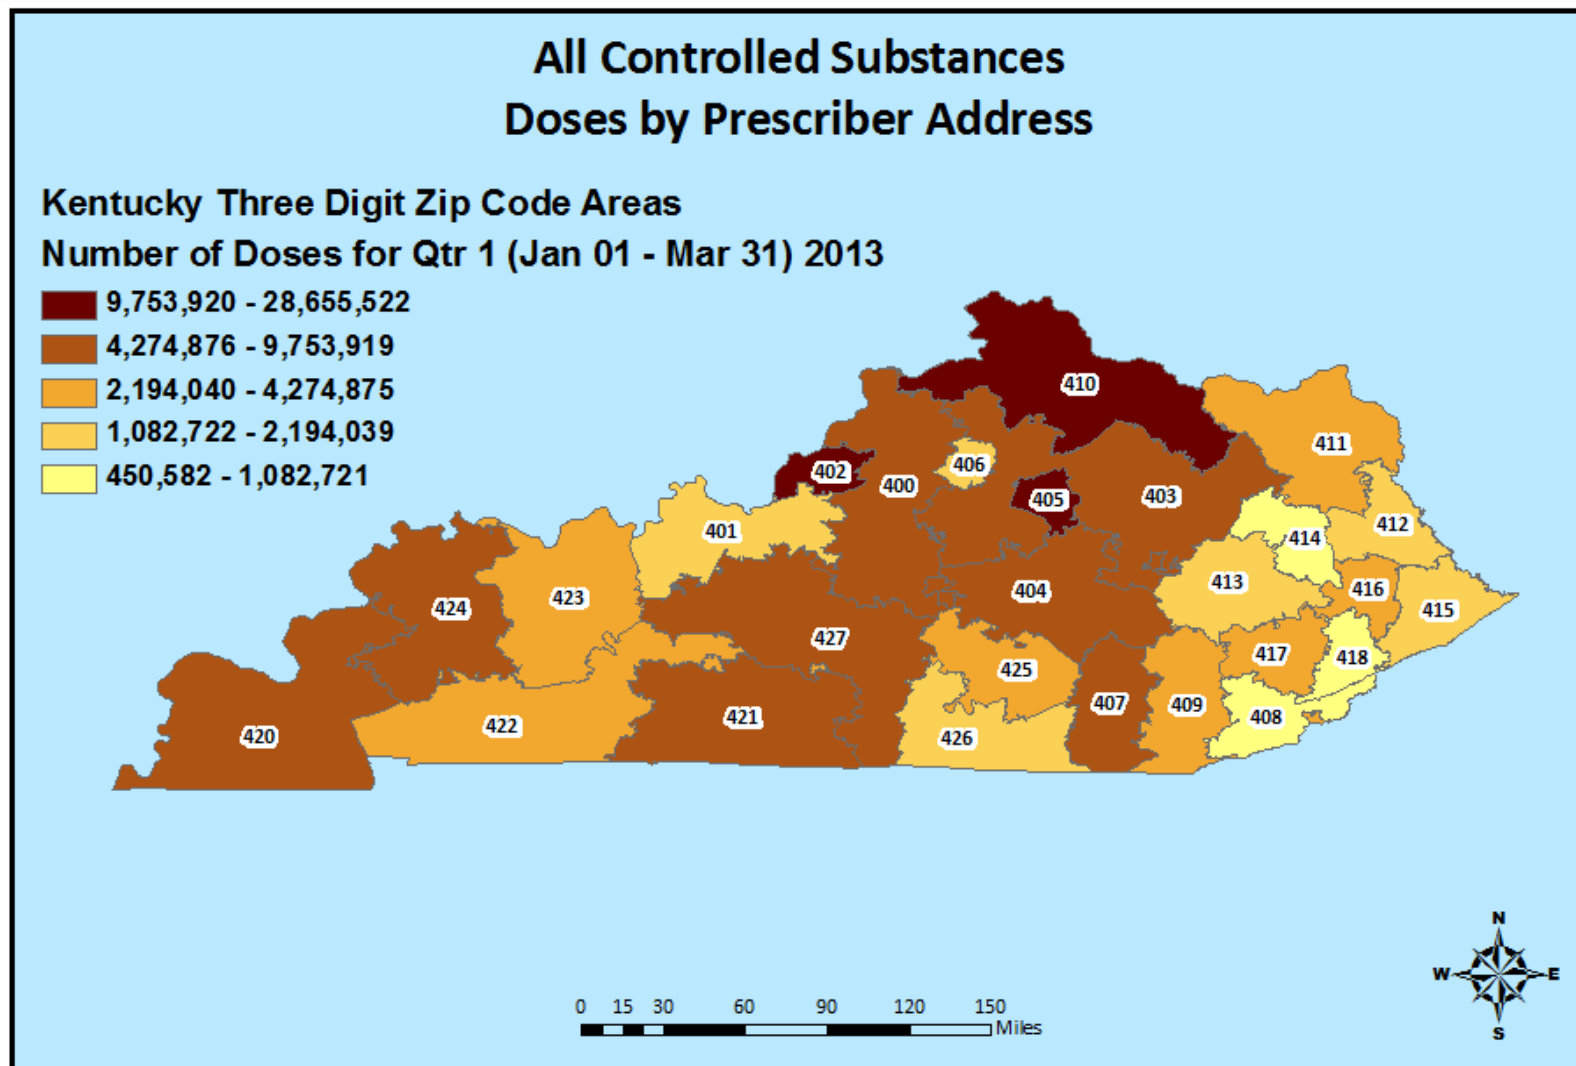 All Controlled Substances
Doses by Prescriber Address
Kentucky Three Digit Zip Code Areas
Number of Doses for Qtr 1 (Jan 01 - Mar 31) 2013
9,753,920 - 28,655,522
4,274,876 - 9,753,919
2,194,040 - 4,274,875
1,082,722 - 2,194,039
450,582 - 1,082,721
410
411
402
406
400
405
403
401
412
414
413
404
416
423
424
415
427
417
418
425
407
409
408
420
422
421
426
N
W E
S
0 15 30 60 90 120 150
Miles